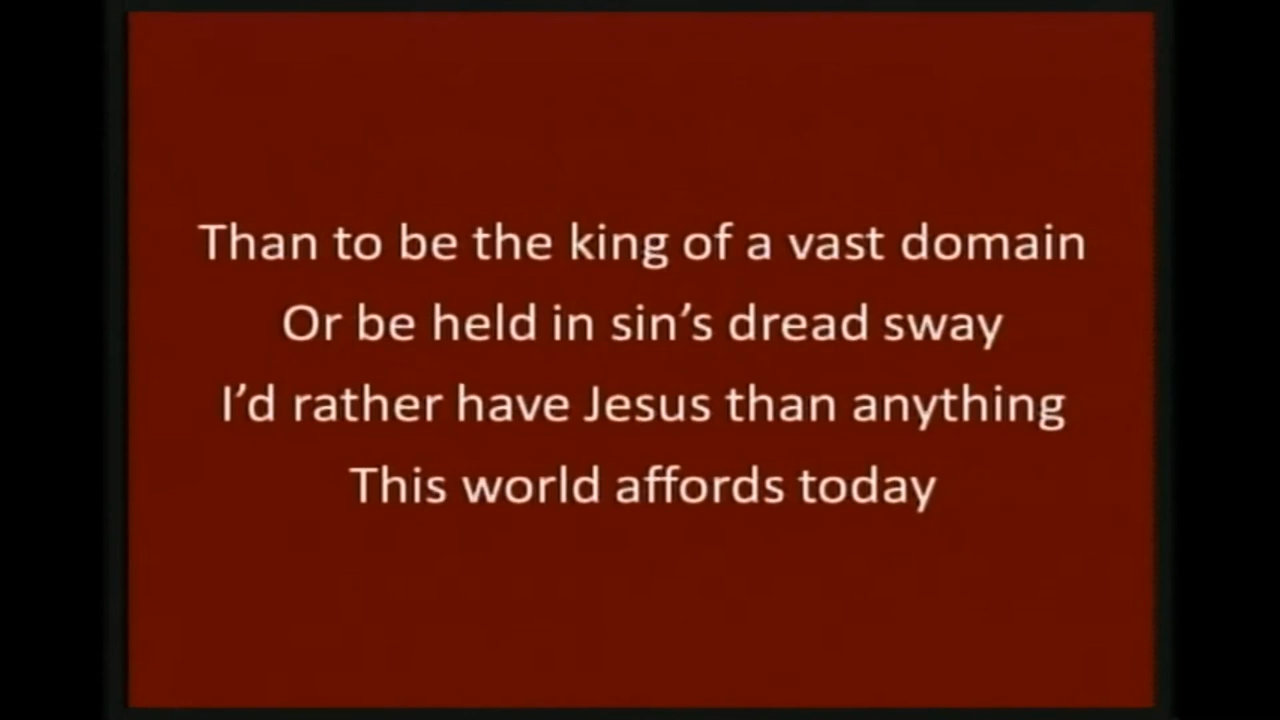 Than to be the king of a vast domain
Or be held in sin’s dread sway
I’d rather have Jesus than anything
This world affords today